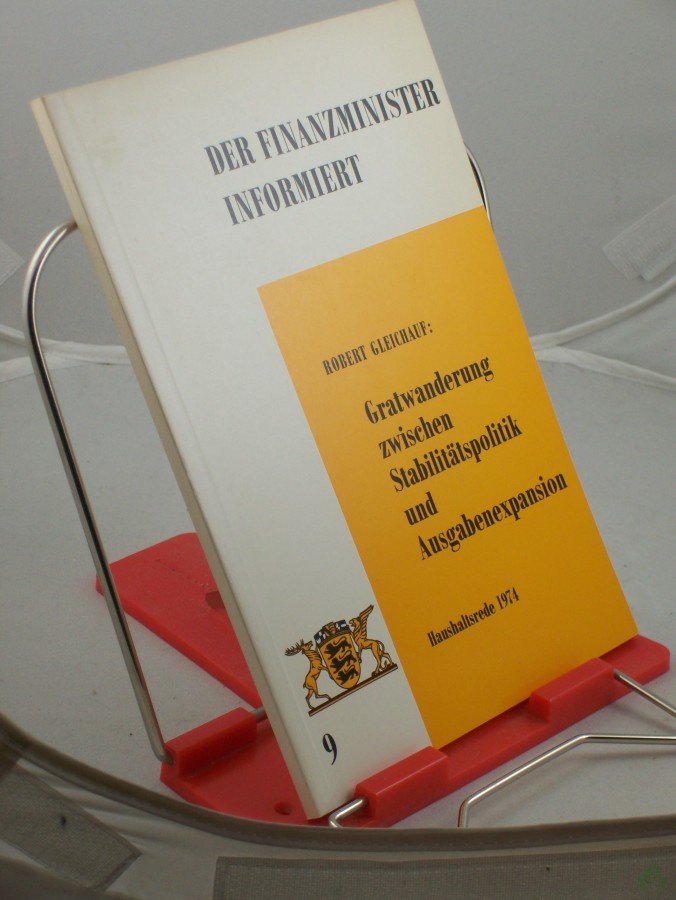 DER FINANZMINISTER
INFORMIERT
ROBERT GLEICHAUF:
Gratwanderung
zwischen
Stabilitätspolitik
und
Ausgabenexpansion
Haushaltsrede 1974
9